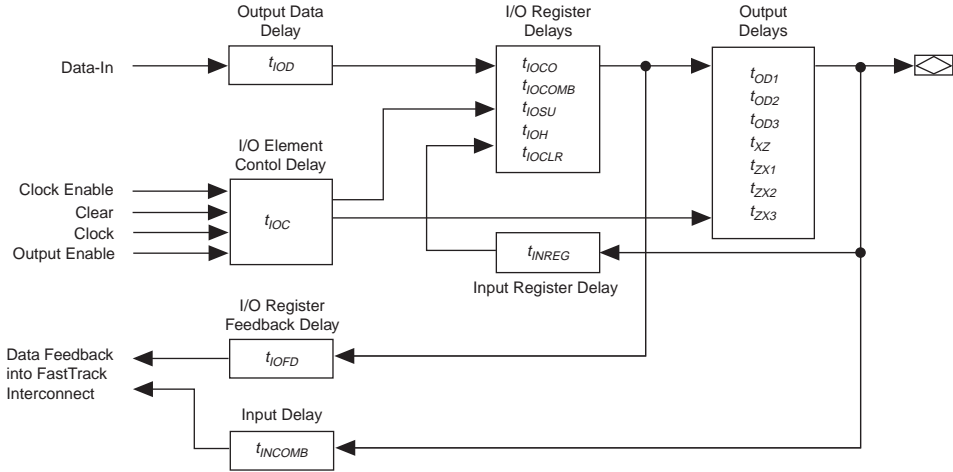 Output Data
Delay
I/O Register
Delays
Output
Delays
Data-In
tIOD
tIOCO
tIOCOMB
tIOSU
tIOH
tIOCLR
tOD1
tOD2
tOD3
tXZ
tZX1
tZX2
tZX3
I/O Element
Contol Delay
Clock Enable
Clear
Clock
Output Enable
tIOC
tINREG
Input Register Delay
I/O Register
Feedback Delay
Data Feedback
into FastTrack
Interconnect
tIOFD
Input Delay
tINCOMB